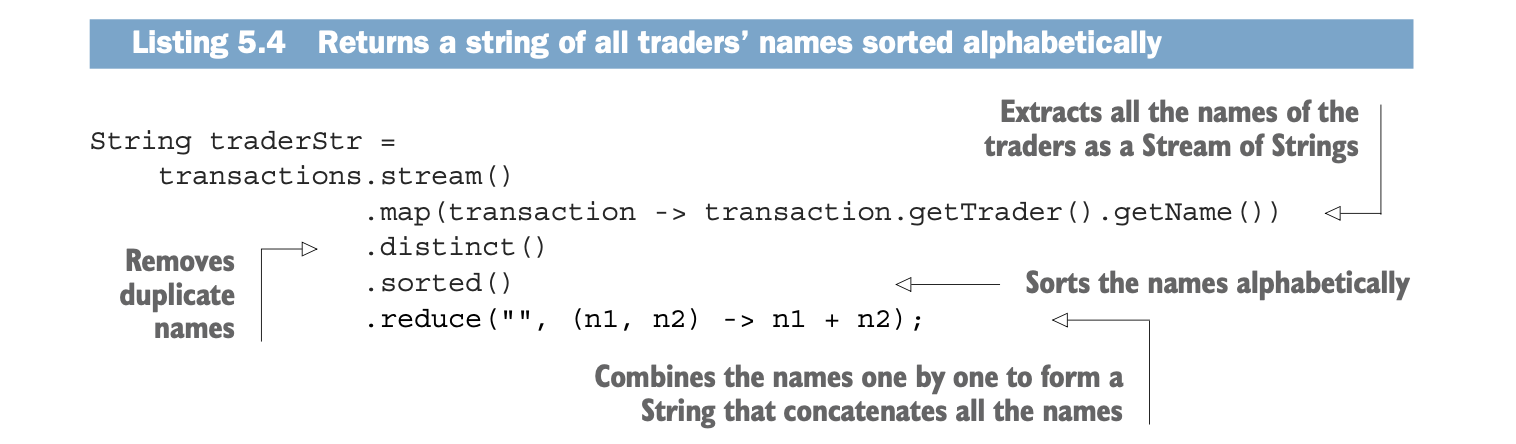 Listing 5.4 Returns a string of all traders’ names sorted alphabetically
Extracts all the names of the
traders as a Stream of Strings
String traderStr =
transactions.stream()
.map(transaction -> transaction.getTrader().getName())
.distinct()
Removes
duplicate
names
.sorted()
Sorts the names alphabetically
.reduce("", (n1, n2) -> n1 + n2);
Combines the names one by one to form a
String that concatenates all the names